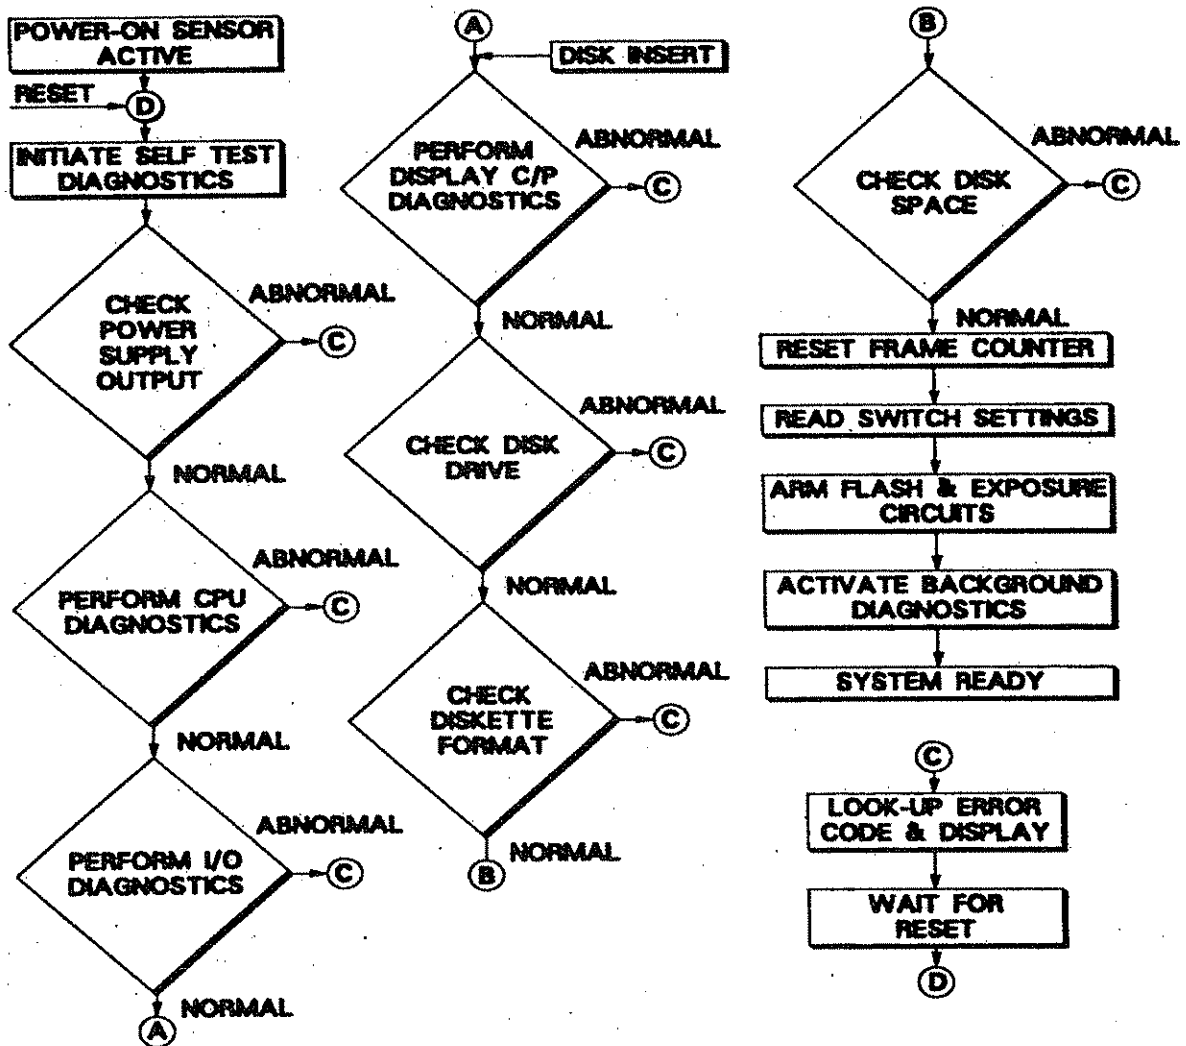 POWER-ON SENSOR
ACTIVE
RESET
D
INITIATE SELF TEST
DIAGNOSTICS
CHECK
POWER
SUPPLY
OUTPUT
ABNORMAL
C
NORMAL
PERFORM CPU
DIAGNOSTICS
ABNORMAL
C
NORMAL
PERFORM I/O
DIAGNOSTICS
ABNORMAL
C
NORMAL
A
A
DISK INSERT
PERFORM
DISPLAY C/P
DIAGNOSTICS
ABNORMAL
C
NORMAL
CHECK DISK
DRIVE
ABNORMAL
C
NORMAL
CHECK
DISKETTE
FORMAT
ABNORMAL
C
NORMAL
B
B
CHECK DISK
SPACE
ABNORMAL
C
NORMAL
RESET FRAME COUNTER
READ SWITCH SETTINGS
ARM FLASH & EXPOSURE
CIRCUITS
ACTIVATE BACKGROUND
DIAGNOSTICS
SYSTEM READY
C
LOOK-UP ERROR
CODE & DISPLAY
WAIT FOR
RESET
D